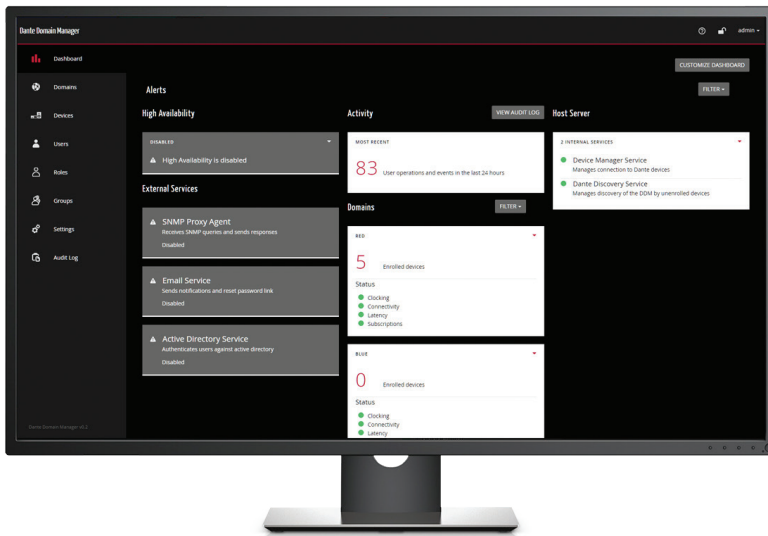 Dante Domain Manager
admin
Dashboard
Domains
Devices
Users
Roles
Groups
Settings
Audit Log
Dante Domain Manager v0.2
CUSTOMIZE DASHBOARD
Alerts
FILTER
High Availability
DISABLED
High Availability is disabled
External Services
SNMP Proxy Agent
Receives SNMP queries and sends responses
Disabled
Email Service
Sends notifications and reset password link
Disabled
Active Directory Service
Authenticates users against active directory
Disabled
Activity
VIEW AUDIT LOG
MOST RECENT
83 User operations and events in the last 24 hours
Domains
FILTER
RED
5 Enrolled devices
Status
Clocking
Connectivity
Latency
Subscriptions
BLUE
0 Enrolled devices
Status
Clocking
Connectivity
Latency
Host Server
2 INTERNAL SERVICES
Device Manager Service
Manages connection to Dante devices
Dante Discovery Service
Manages discovery of the DDM by unenrolled devices